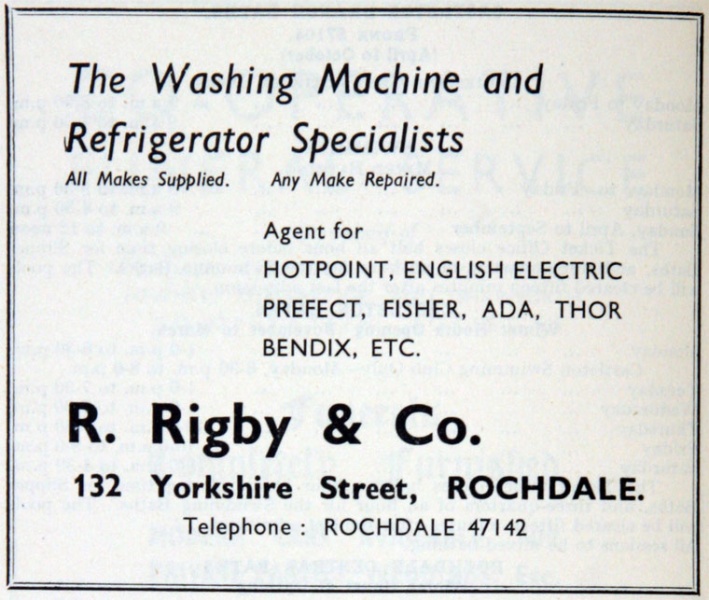 The Washing Machine and
Refrigerator Specialists
All Makes Supplied. Any Make Repaired.
Agent for
HOTPOINT, ENGLISH ELECTRIC
PREFECT, FISHER, ADA, THOR
BENDIX, ETC.
R. Rigby & Co.
132 Yorkshire Street, ROCHDALE.
Telephone : ROCHDALE 47142